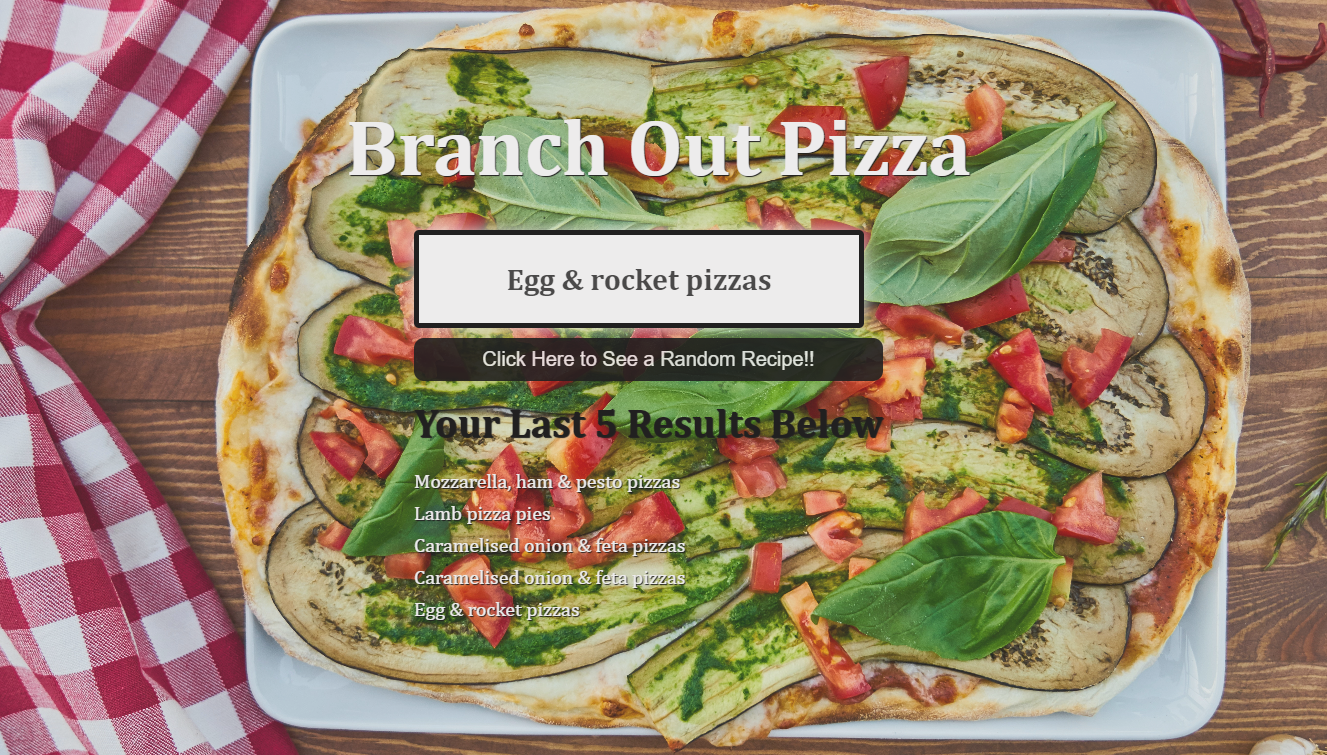 Branch Out Pizza
Egg & rocket pizzas
Click Here to See a Random Recipe!!
Your Last 5 Results Below
Mozzarella, ham & pesto pizzas
Lamb pizza pies
Caramelised onion & feta pizzas
Caramelised onion & feta pizzas
Egg & rocket pizzas